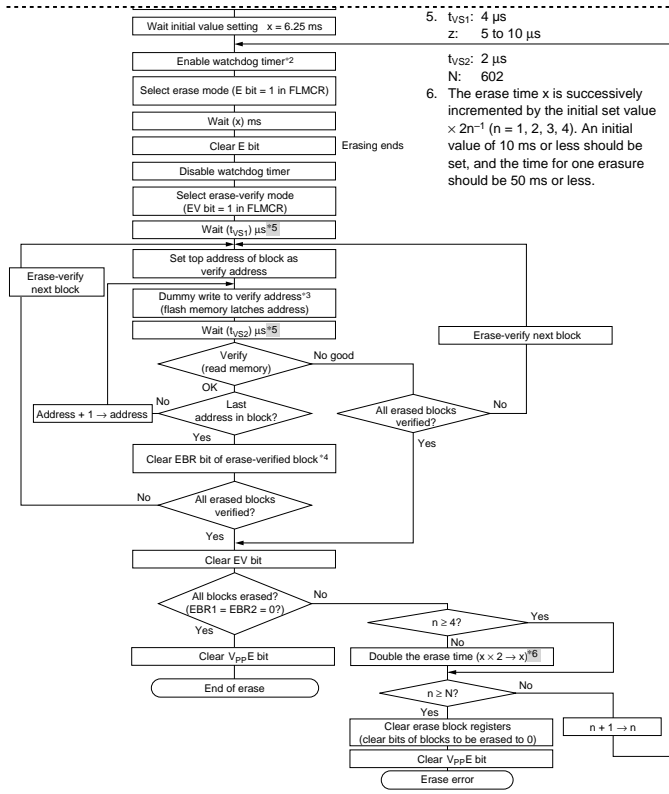 Wait initial value setting x = 6.25 ms
Enable watchdog timer*2
Select erase mode (E bit = 1 in FLMCR)
Wait (x) ms
Clear E bit
Erasing ends
Disable watchdog timer
Select erase-verify mode
(EV bit = 1 in FLMCR)
Wait (tVS1) μs*5
Set top address of block as
verify address
Erase-verify
next block
Dummy write to verify address*3
(flash memory latches address)
Wait (tVS2) μs*5
Erase-verify next block
Verify
(read memory)
No good
OK
Address + 1 → address
No
Last
address in block?
All erased blocks
verified?
No
Yes
Yes
Clear EBR bit of erase-verified block*4
No
All erased blocks
verified?
Yes
Clear EV bit
All blocks erased?
(EBR1 = EBR2 = 0?)
No
Yes
n ≥ 4?
Yes
No
Clear VPPE bit
Double the erase time (x × 2 → x)*6
End of erase
n ≥ N?
No
Yes
Clear erase block registers
(clear bits of blocks to be erased to 0)
n + 1 → n
Clear VPPE bit
Erase error
5. tVS1: 4 μs
z: 5 to 10 μs
tVS2: 2 μs
N: 602
6. The erase time x is successively
incremented by the initial set value
× 2n–1 (n = 1, 2, 3, 4). An initial
value of 10 ms or less should be
set, and the time for one erasure
should be 50 ms or less.